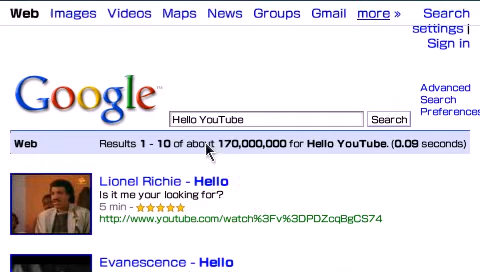 Web Images Videos Maps News Groups Gmail more » Search settings | Sign in
Google™
Hello YouTube Search
Advanced Search
Preferences
Web Results 1 - 10 of about 170,000,000 for Hello YouTube. (0.09 seconds)
Lionel Richie - Hello
Is it me your looking for?
5 min -
http://www.youtube.com/watch%3Fv%3DPDZcqBgCS74
Evanescence - Hello